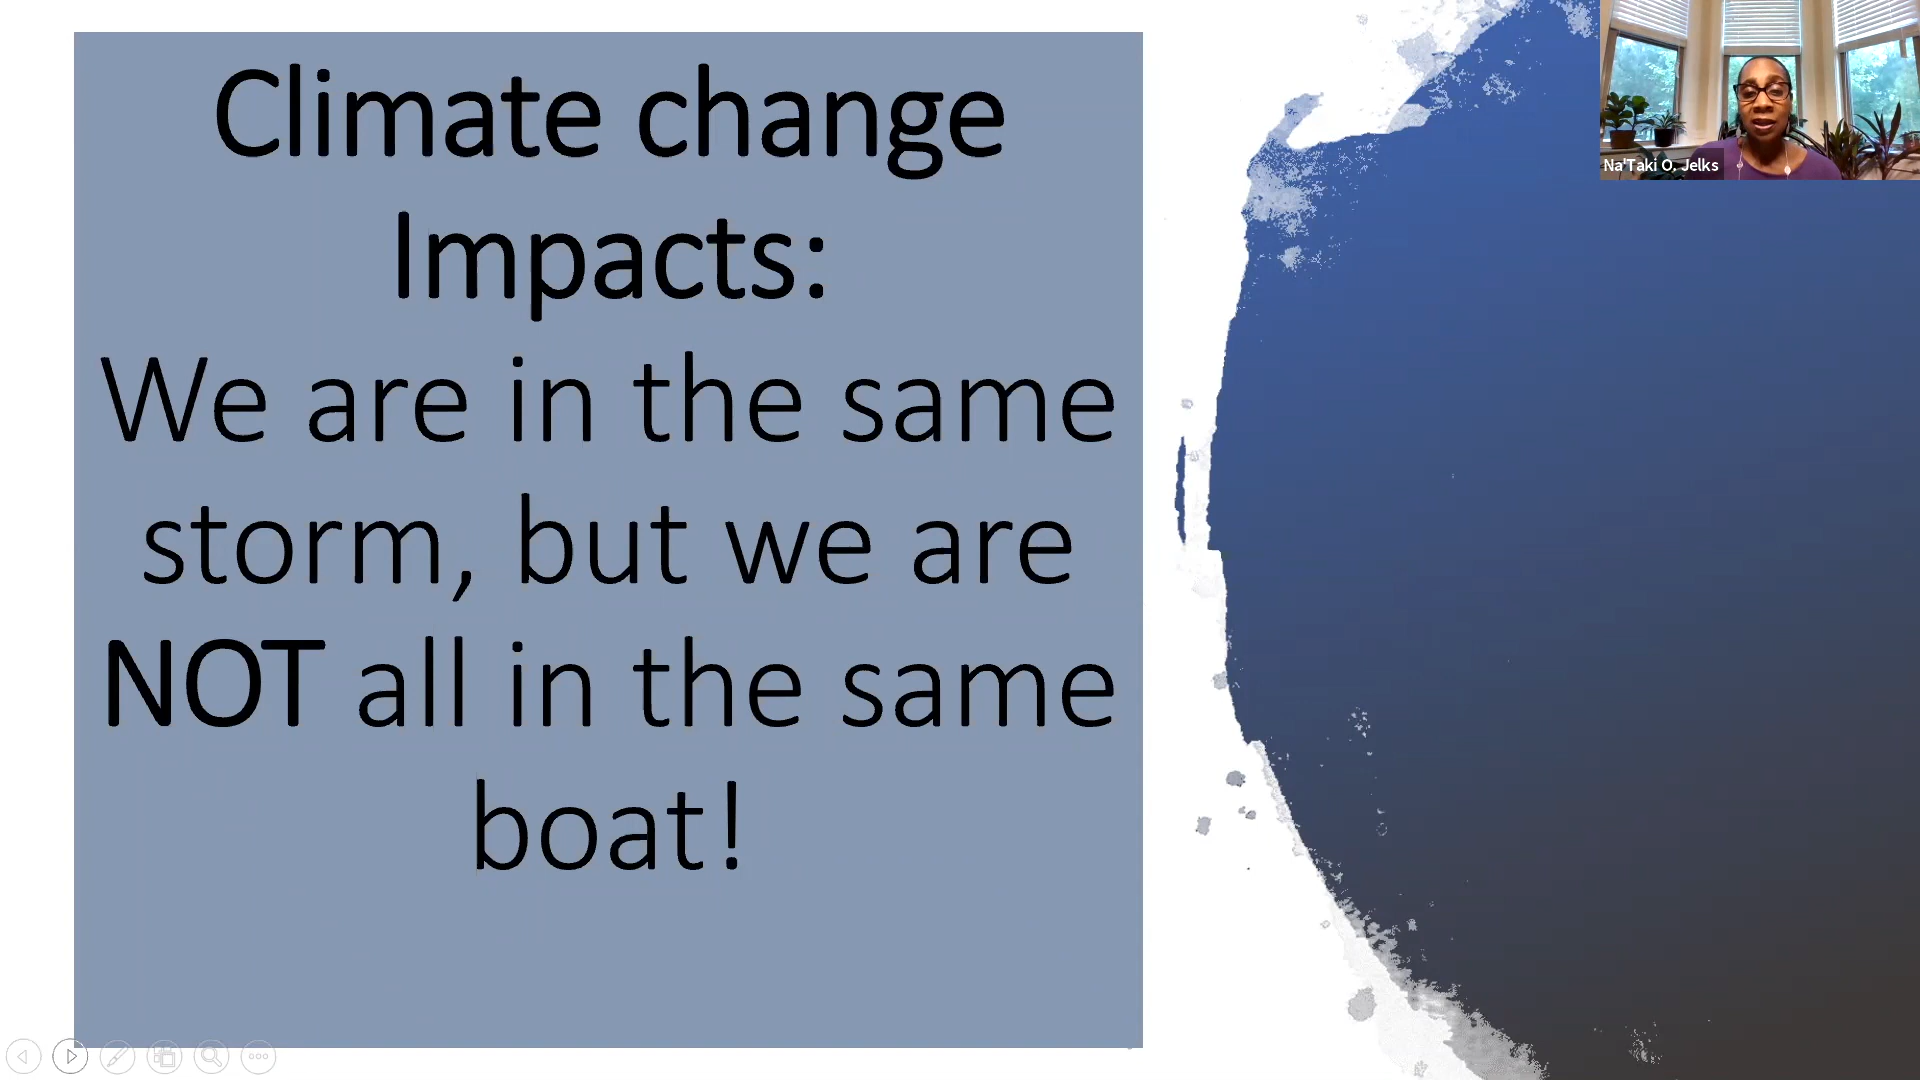 Climate change
Impacts:
We are in the same
storm, but we are
NOT all in the same
boat!
Na'Taki O. Jelks